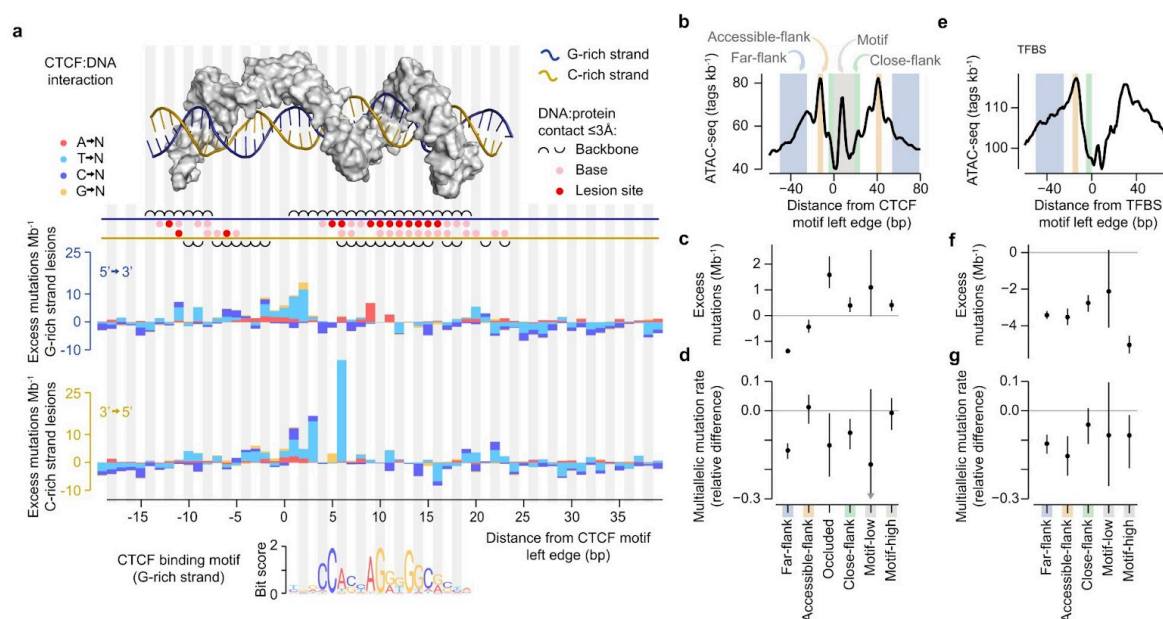 a
CTCF:DNA
interaction
G-rich strand
C-rich strand
DNA:protein
contact ≤3Å:
Backbone
Base
Lesion site
A→N
T→N
C→N
G→N
Excess mutations Mb⁻¹
G-rich strand lesions
25
10
0
-10
5'→3'
Excess mutations Mb⁻¹
C-rich strand lesions
25
10
0
-10
3'→5'
-15 -10 -5 0 5 10 15 20 25 30 35
Distance from CTCF motif
left edge (bp)
CTCF binding motif
(G-rich strand)
Bit score
2
0
b
Accessible-flank
Motif
Far-flank
Close-flank
ATAC-seq (tags kb⁻¹)
80
60
40
−40 0 40 80
Distance from CTCF
motif left edge (bp)
c
Excess
mutations (Mb⁻¹)
2
1
0
−1
d
Multiallelic mutation rate
(relative difference)
0.1
0.0
−0.3
Far-flank
Accessible-flank
Occluded
Close-flank
Motif-low
Motif-high
e
TFBS
ATAC-seq (tags kb⁻¹)
110
100
−40 0 40
Distance from TFBS
motif left edge (bp)
f
Excess
mutations (Mb⁻¹)
0
−2
−4
g
Multiallelic mutation rate
(relative difference)
0.1
0.0
−0.3
Far-flank
Accessible-flank
Close-flank
Motif-low
Motif-high